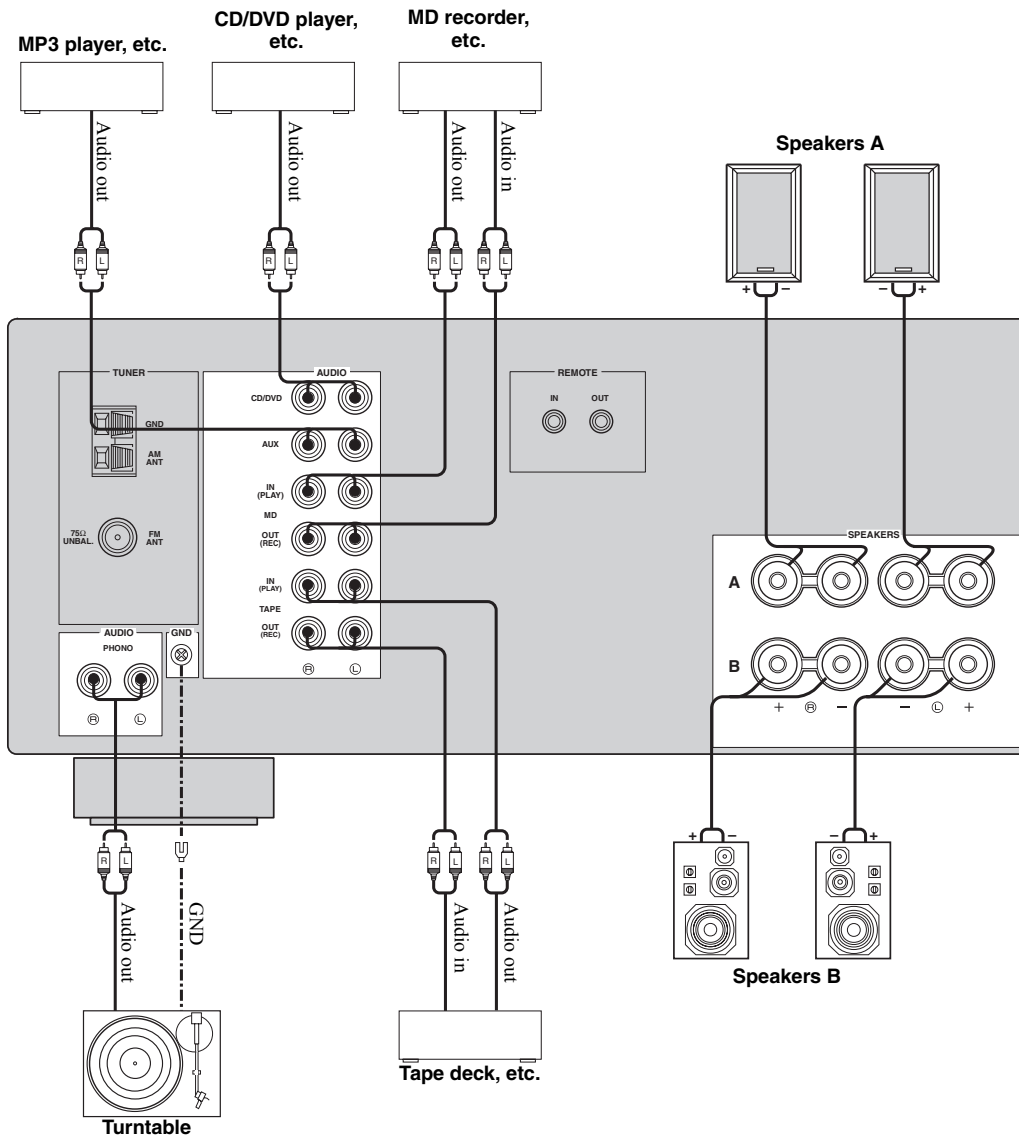 CD/DVD player,
etc.
MD recorder,
etc.
MP3 player, etc.
Audio out
Audio out
Audio out
Audio in
Speakers A
R L
R L
R L
R L
+ − − +
TUNER
AUDIO
REMOTE
CD/DVD
IN OUT
GND
AUX
AM
ANT
IN
(PLAY)
MD
75Ω
UNBAL.
FM
ANT
OUT
(REC)
SPEAKERS
IN
(PLAY)
A
TAPE
AUDIO
GND
OUT
(REC)
PHONO
B
Ⓡ Ⓛ
+ Ⓡ − − Ⓛ +
Ⓡ Ⓛ
+ − − +
R L
R L
R L
Audio out
GND
Audio in
Audio out
Speakers B
Tape deck, etc.
Turntable